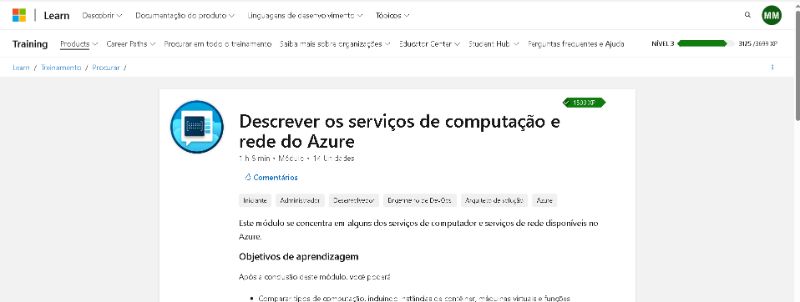 Learn Descobrir Documentação do produto Linguagens de desenvolvimento Tópicos MM
Training Products Career Paths Procurar em todo o treinamento Saiba mais sobre organizações Educator Center Student Hub Perguntas frequentes e Ajuda NÍVEL 3 3125 /3699 XP
Learn / Treinamento / Procurar /
XP
Descrever os serviços de computação e
rede do Azure
1 h 5 min • Módulo • 14 Unidades
Comentários
Iniciante Administrador Desenvolvedor Engenheiro de DevOps Arquiteto de solução Azure
Este módulo se concentra em alguns dos serviços de computador e serviços de rede disponíveis no
Azure.
Objetivos de aprendizagem
Após a conclusão deste módulo, você poderá
• Comparar tipos de computação, incluindo instâncias de contêiner, máquinas virtuais e funções